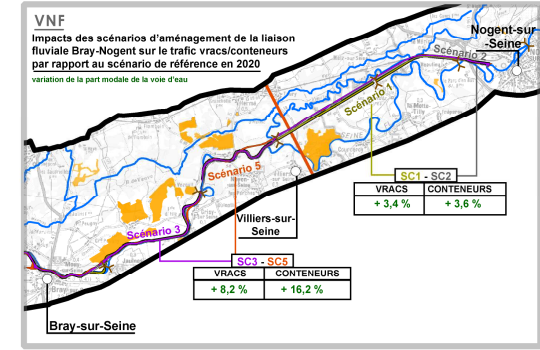 VNF
Impacts des scénarios d'aménagement de la liaison
fluviale Bray-Nogent sur le trafic vracs/conteneurs
par rapport au scénario de référence en 2020
variation de la part modale de la voie d'eau
Nogent-sur
-Seine
Scénario 2
Scénario 1
SC1 - SC2
VRACS CONTENEURS
+ 3,4 % + 3,6 %
Scénario 5
Villiers-sur-
Seine
Scénario 3
SC3 - SC5
VRACS CONTENEURS
+ 8,2 % + 16,2 %
Bray-sur-Seine